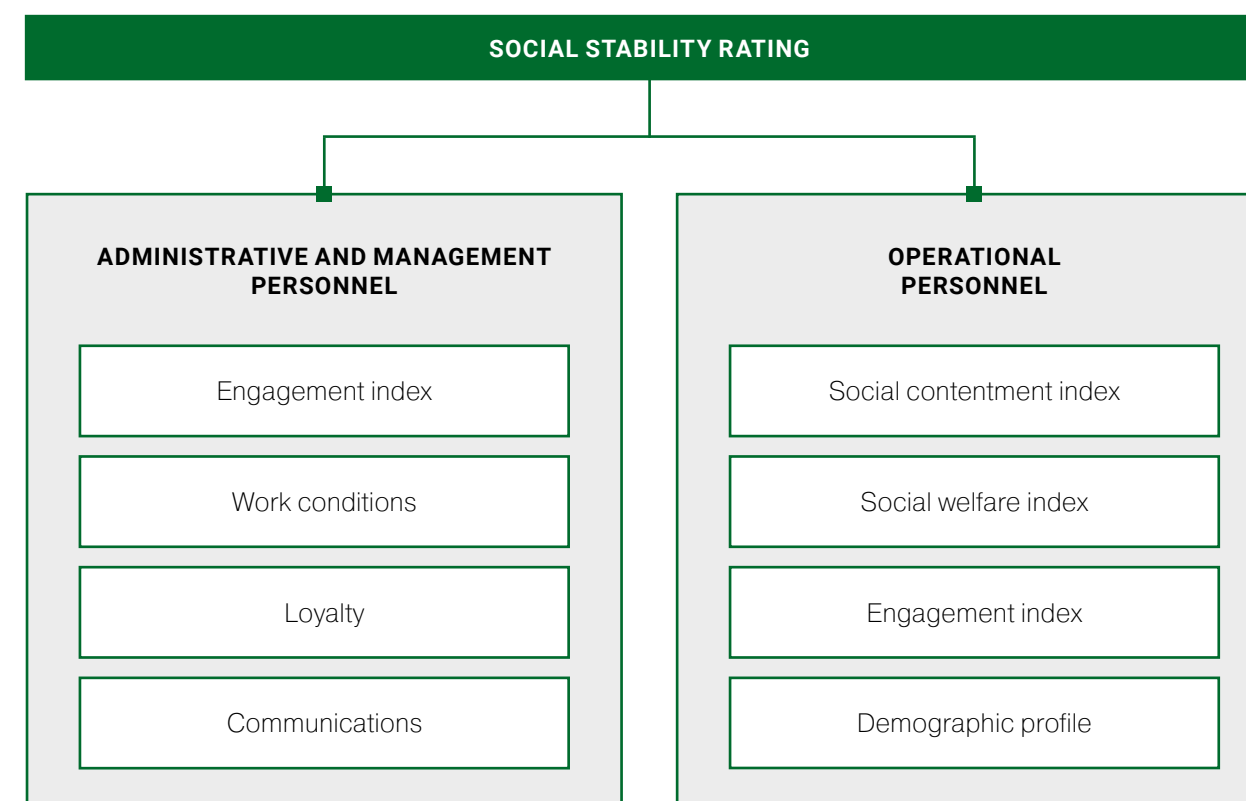 SOCIAL STABILITY RATING
ADMINISTRATIVE AND MANAGEMENT
PERSONNEL
Engagement index
Work conditions
Loyalty
Communications
OPERATIONAL
PERSONNEL
Social contentment index
Social welfare index
Engagement index
Demographic profile